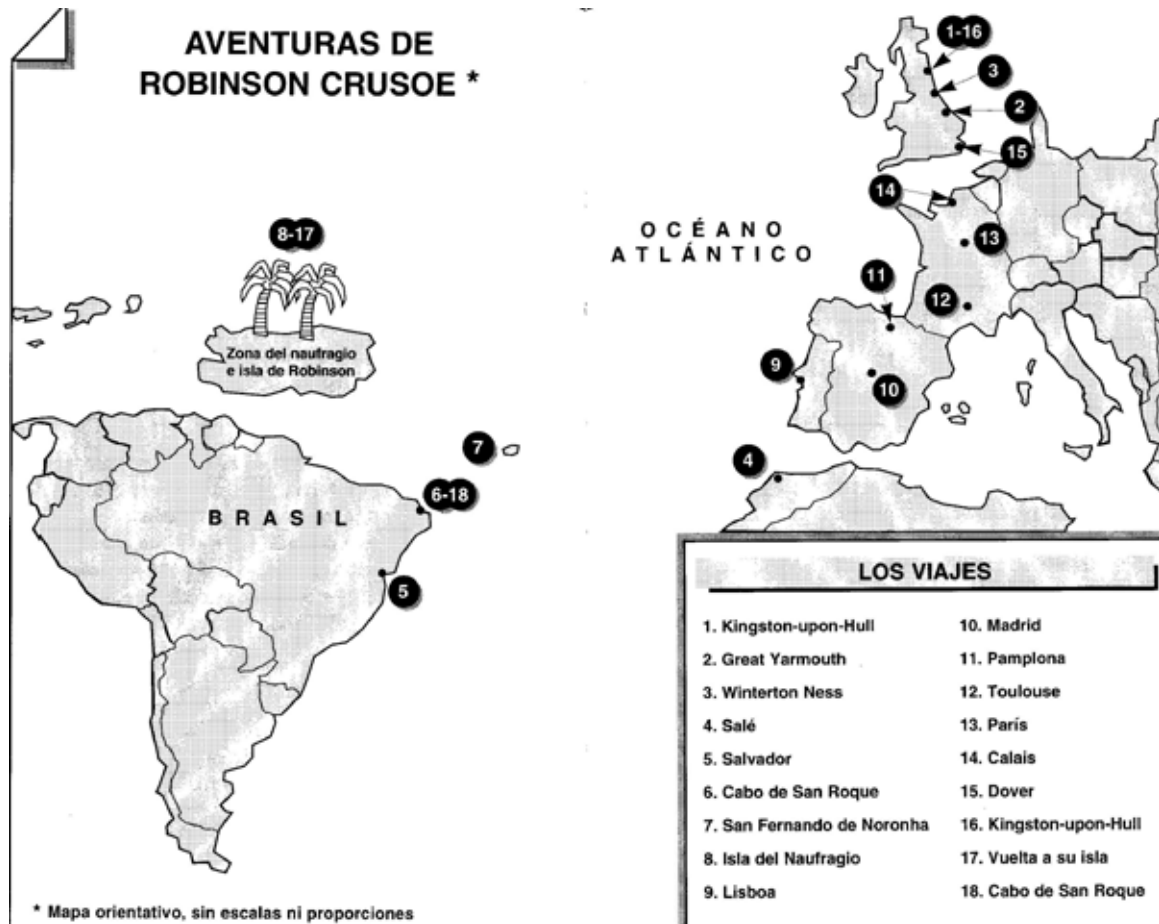 AVENTURAS DE
ROBINSON CRUSOE *
8-17
Zona del naufragio
e isla de Robinson
7
6-18
BRASIL
5
* Mapa orientativo, sin escalas ni proporciones
1-16
3
2
15
14
OCÉANO
ATLÁNTICO
13
11
12
9
10
4
LOS VIAJES
1. Kingston-upon-Hull
2. Great Yarmouth
3. Winterton Ness
4. Salé
5. Salvador
6. Cabo de San Roque
7. San Fernando de Noronha
8. Isla del Naufragio
9. Lisboa
10. Madrid
11. Pamplona
12. Toulouse
13. París
14. Calais
15. Dover
16. Kingston-upon-Hull
17. Vuelta a su isla
18. Cabo de San Roque